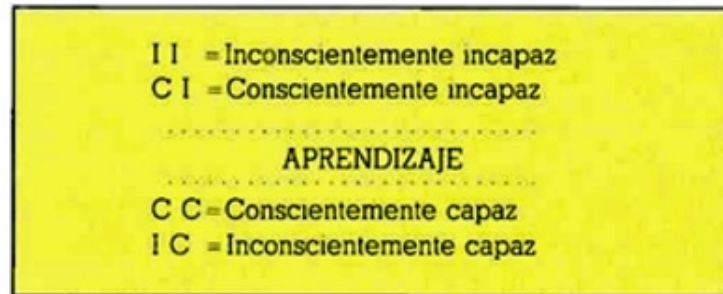 I I = Inconscientemente incapaz
C I = Conscientemente incapaz
APRENDIZAJE
C C = Conscientemente capaz
I C = Inconscientemente capaz